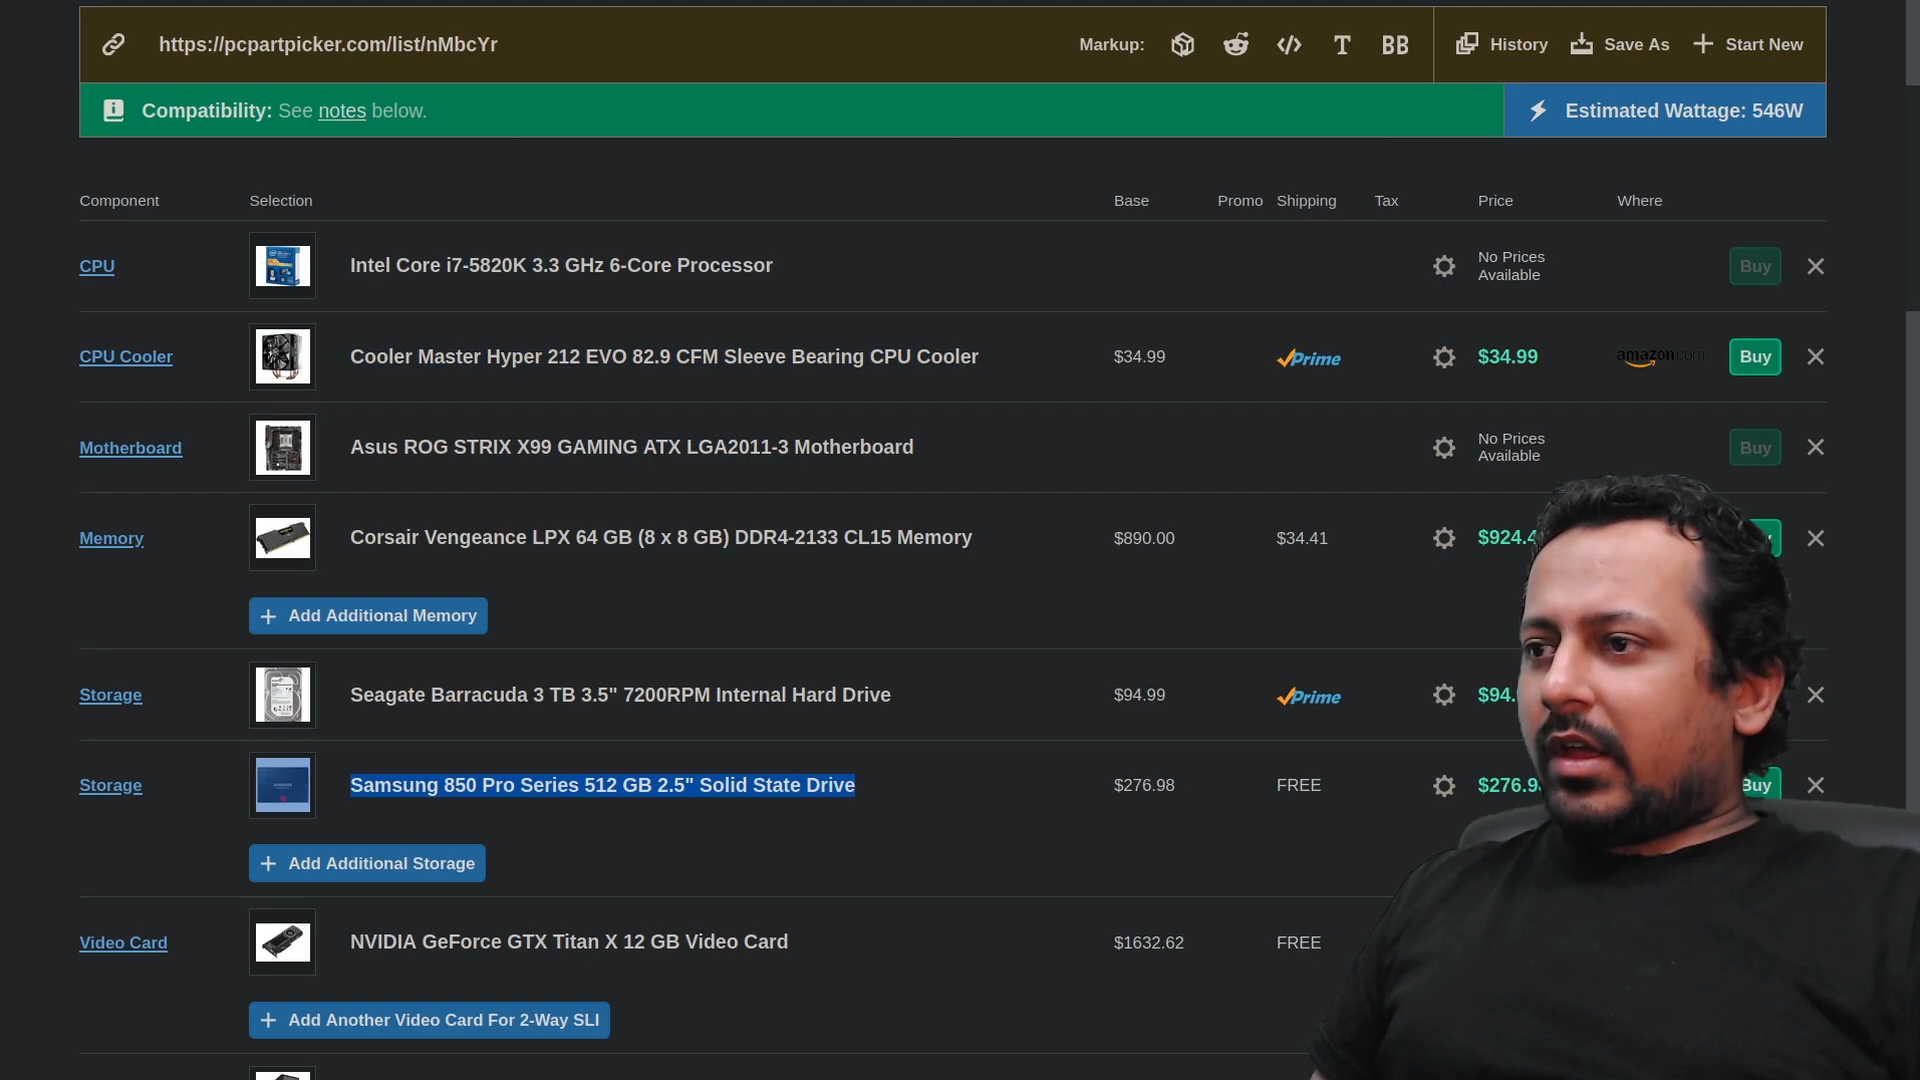 https://pcpartpicker.com/list/nMbcYr
Markup:
T
BB
History
Save As
Start New
Compatibility: See notes below.
Estimated Wattage: 546W
Component Selection Base Promo Shipping Tax Price Where
CPU
Intel Core i7-5820K 3.3 GHz 6-Core Processor
No Prices
Available
Buy
CPU Cooler
Cooler Master Hyper 212 EVO 82.9 CFM Sleeve Bearing CPU Cooler
$34.99
Prime
$34.99
amazon.com
Buy
Motherboard
Asus ROG STRIX X99 GAMING ATX LGA2011-3 Motherboard
No Prices
Available
Buy
Memory
Corsair Vengeance LPX 64 GB (8 x 8 GB) DDR4-2133 CL15 Memory
$890.00
$34.41
$924.4
Add Additional Memory
Storage
Seagate Barracuda 3 TB 3.5" 7200RPM Internal Hard Drive
$94.99
Prime
$94.
Storage
Samsung 850 Pro Series 512 GB 2.5" Solid State Drive
$276.98
FREE
$276.9
Buy
Add Additional Storage
Video Card
NVIDIA GeForce GTX Titan X 12 GB Video Card
$1632.62
FREE
Add Another Video Card For 2-Way SLI